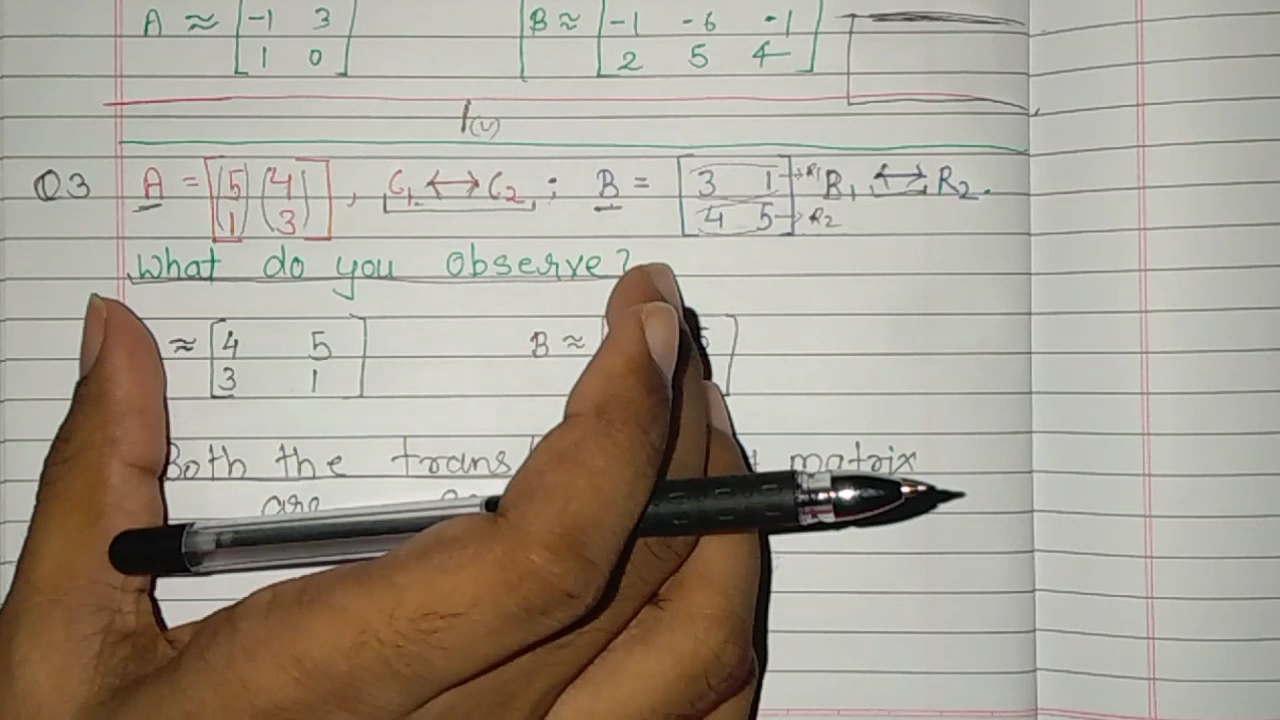 A ≈ [-1 3 B ≈ [-1 -6 -1
1 0] 2 5 4]
Q3 A = [5 4 , C1 ↔ C2 ; B = [3 1 → R1 R1 ↔ R2.
1 3] 4 5] → R2
What do you observe?
≈ [4 5 B ≈
3 1]
Both the trans matrix
are